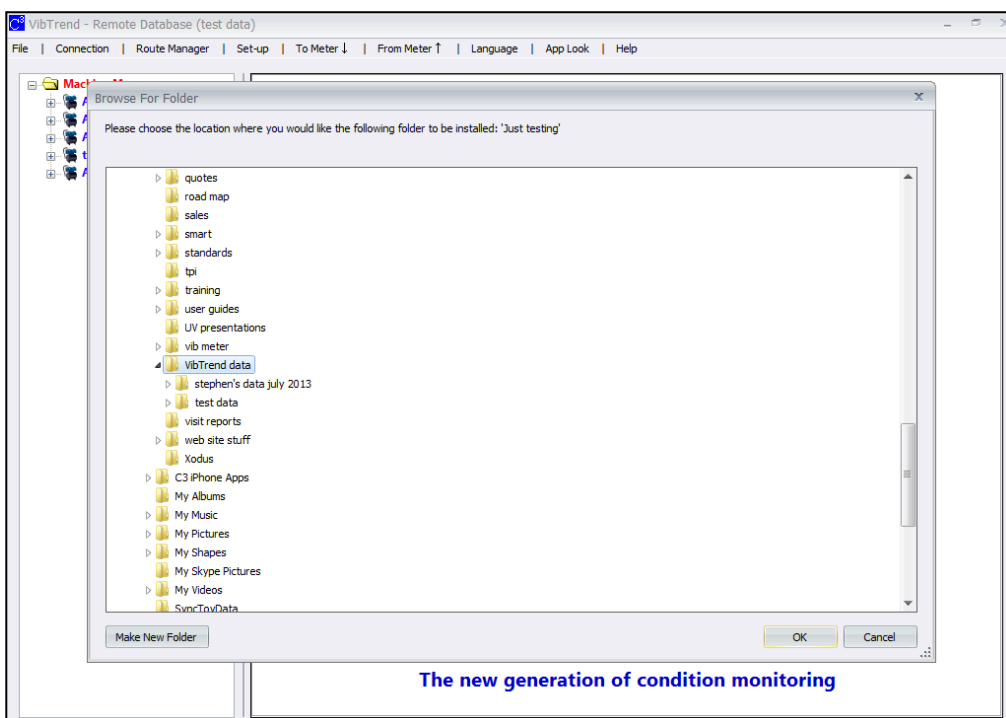 C³ VibTrend - Remote Database (test data)
File | Connection | Route Manager | Set-up | To Meter ↓ | From Meter ↑ | Language | App Look | Help
Browse For Folder
Please choose the location where you would like the following folder to be installed: 'Just testing'
quotes
road map
sales
smart
standards
tpi
training
user guides
UV presentations
vib meter
VibTrend data
stephen's data july 2013
test data
visit reports
web site stuff
Xodus
C3 iPhone Apps
My Albums
My Music
My Pictures
My Shapes
My Skype Pictures
My Videos
SyncToyData
Make New Folder OK Cancel
The new generation of condition monitoring